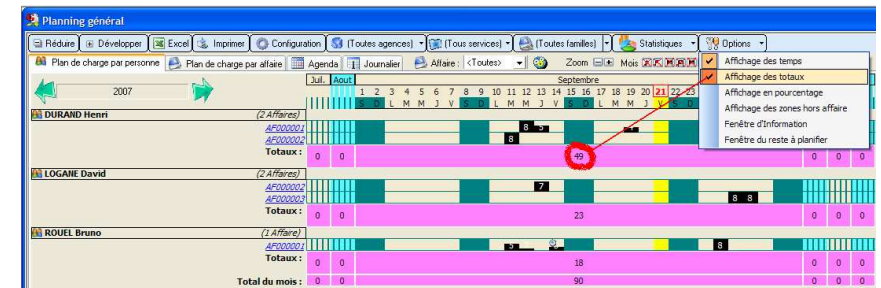 Planning général
Réduire Développer Excel Imprimer Configuration (Toutes agences) (Tous services) (Toutes familles) Statistiques Options
Plan de charge par personne Plan de charge par affaire Agenda Journalier Affaire : <Toutes> Zoom Mois
Affichage des temps
Affichage des totaux
Affichage en pourcentage
Affichage des zones hors affaire
Fenêtre d'Information
Fenêtre du reste à planifier
2007 Juil. Aout Septembre
1 2 3 4 5 6 7 8 9 10 11 12 13 14 15 16 17 18 19 20 21 22 23
S D L M M J V S D L M M J V S D L M M J V S D
DURAND Henri (2 Affaires)
AF000001 8 5
AF000002 8
Totaux : 0 0 49 0 0 0
LOGANE David (2 Affaires)
AF000002 7
AF000003 8 8
Totaux : 0 0 23 0 0 0
ROUEL Bruno (1 Affaire)
AF000001 5 8
Totaux : 0 0 18 0 0 0
Total du mois : 0 0 90 0 0 0